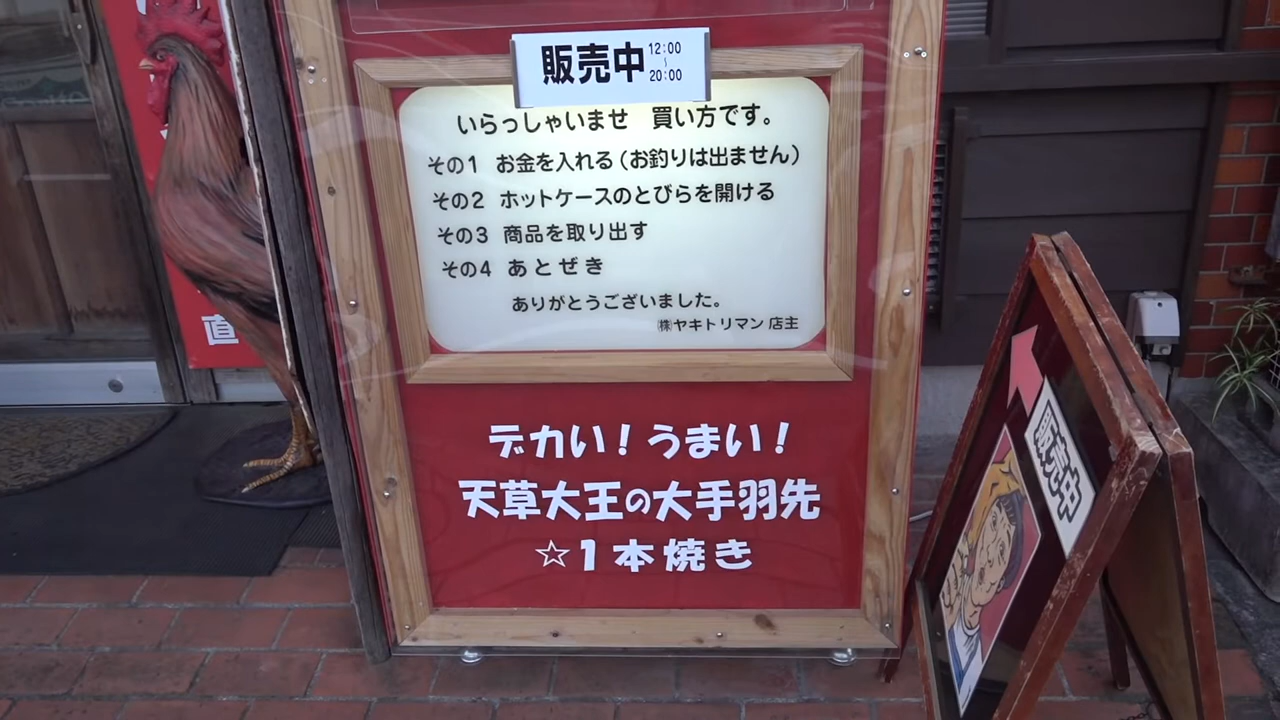 販売中 12:00
~
20:00
いらっしゃいませ 買い方です。
その1 お金を入れる(お釣りは出ません)
その2 ホットケースのとびらを開ける
その3 商品を取り出す
その4 あとぜき
ありがとうございました。
㈱ヤキトリマン 店主
デカい!うまい!
天草大王の大手羽先
☆1本焼き
直
販売中